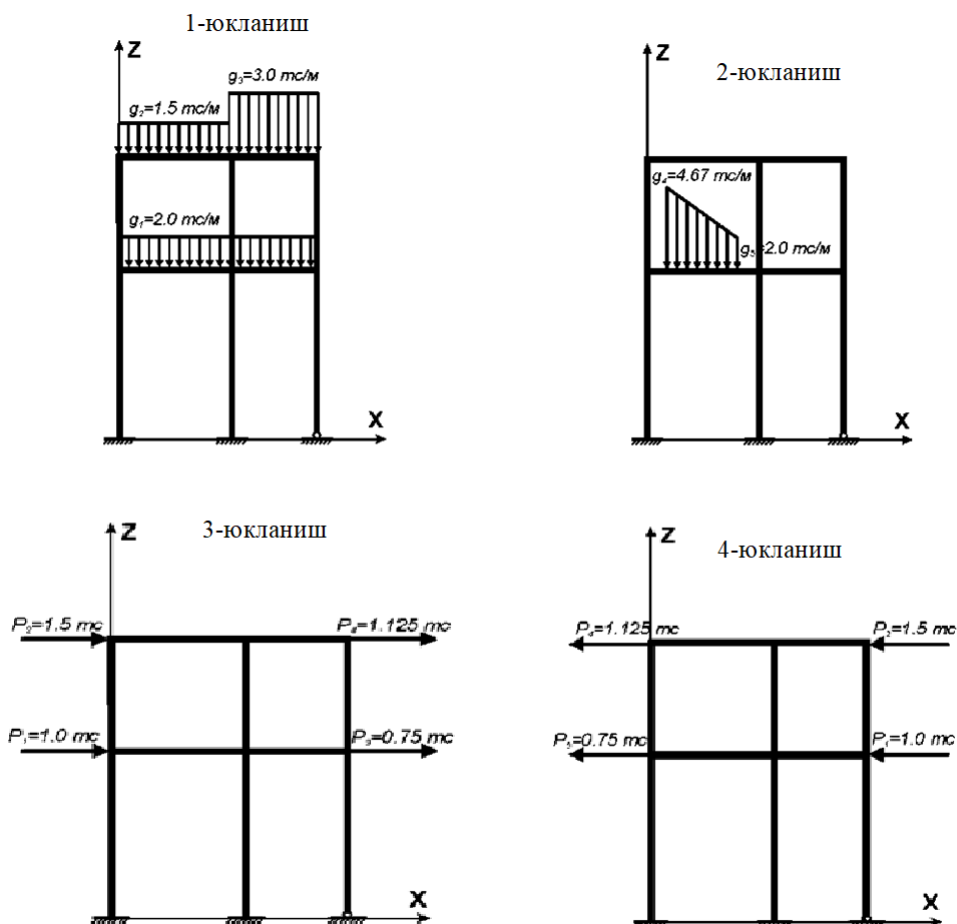 1-юкланиш
Z
g₃=3.0 тс/м
g₂=1.5 тс/м
g₁=2.0 тс/м
X
2-юкланиш
Z
g₄=4.67 тс/м
g₅=2.0 тс/м
X
3-юкланиш
Z
P₂=1.5 тс
P₄=1.125 тс
P₁=1.0 тс
P₃=0.75 тс
X
4-юкланиш
Z
P₄=1.125 тс
P₂=1.5 тс
P₃=0.75 тс
P₁=1.0 тс
X